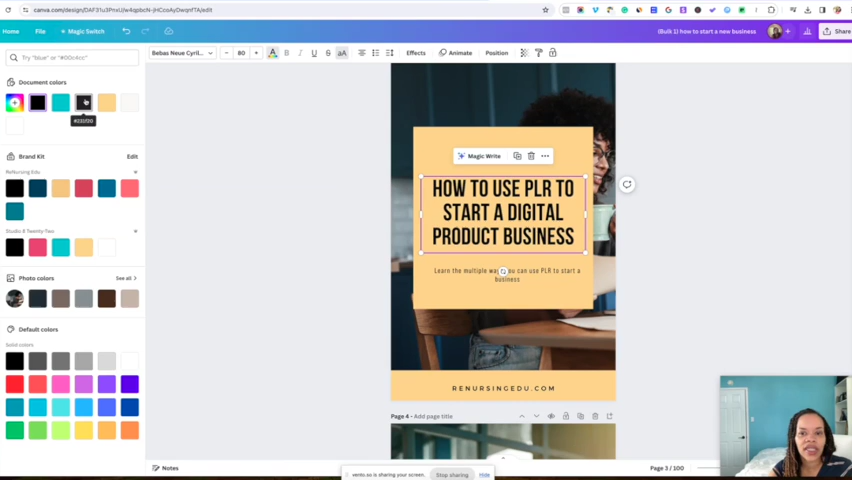 canva.com/design/DAF31u3PnxU/w4qpbcN-jHCcoAyDwqnfTA/edit
Home
File
Magic Switch
(Bulk 1) how to start a new business
Share
Try "blue" or "#00c4cc"
Bebas Neue Cyril...
80
B
I
U
S
aA
Effects
Animate
Position
Document colors
#231f20
Brand Kit
Edit
ReNursing Edu
Studio 8 Twenty-Two
Photo colors
See all
Default colors
Solid colors
Magic Write
HOW TO USE PLR TO
START A DIGITAL
PRODUCT BUSINESS
Learn the multiple you can use PLR to start a
business
RENURSINGEDU.COM
Page 4 - Add page title
Notes
Page 3 / 100
is sharing your screen.
Stop sharing
Hide